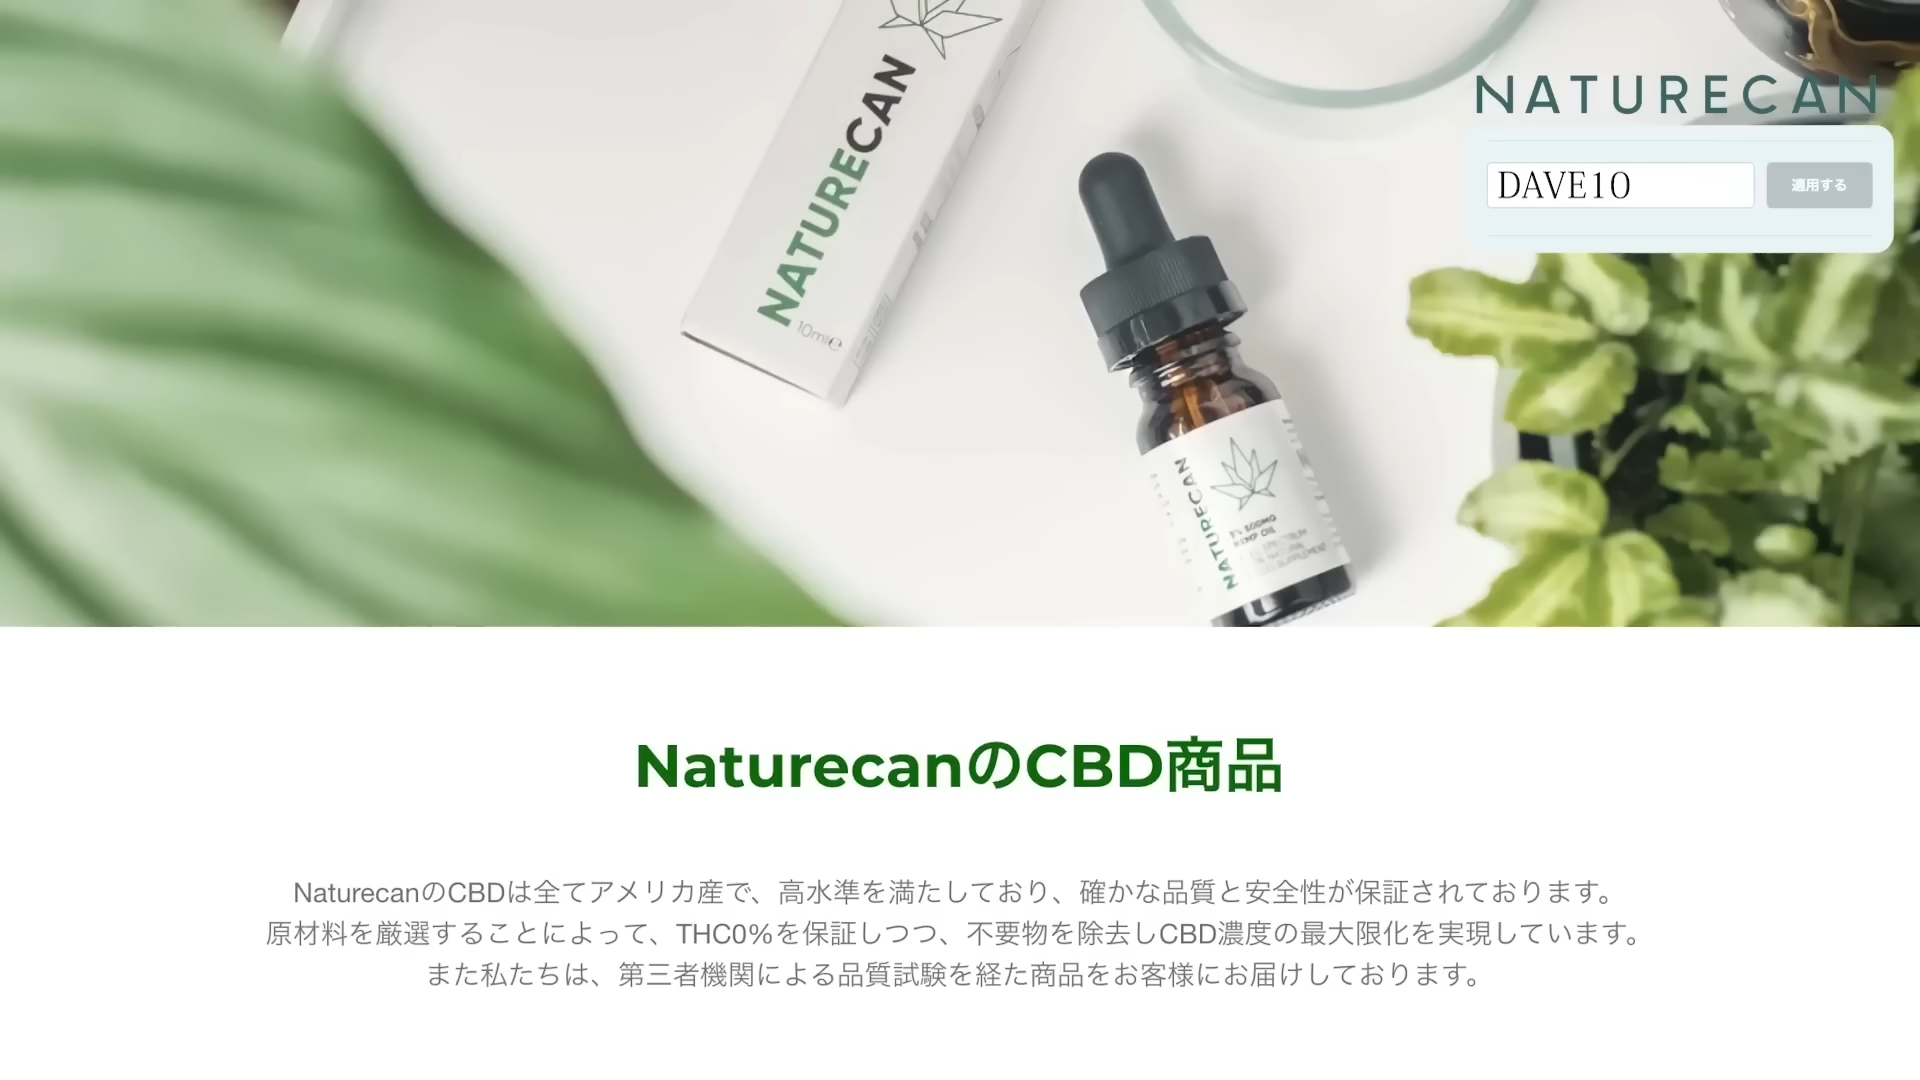 NATURECAN
10ml e
NATURECAN
DAVE10
適用する
NATURECAN
500MG
HEMP OIL
NaturecanのCBD商品
NaturecanのCBDは全てアメリカ産で、高水準を満たしており、確かな品質と安全性が保証されております。
原材料を厳選することによって、THC0%を保証しつつ、不要物を除去しCBD濃度の最大限化を実現しています。
また私たちは、第三者機関による品質試験を経た商品をお客様にお届けしております。